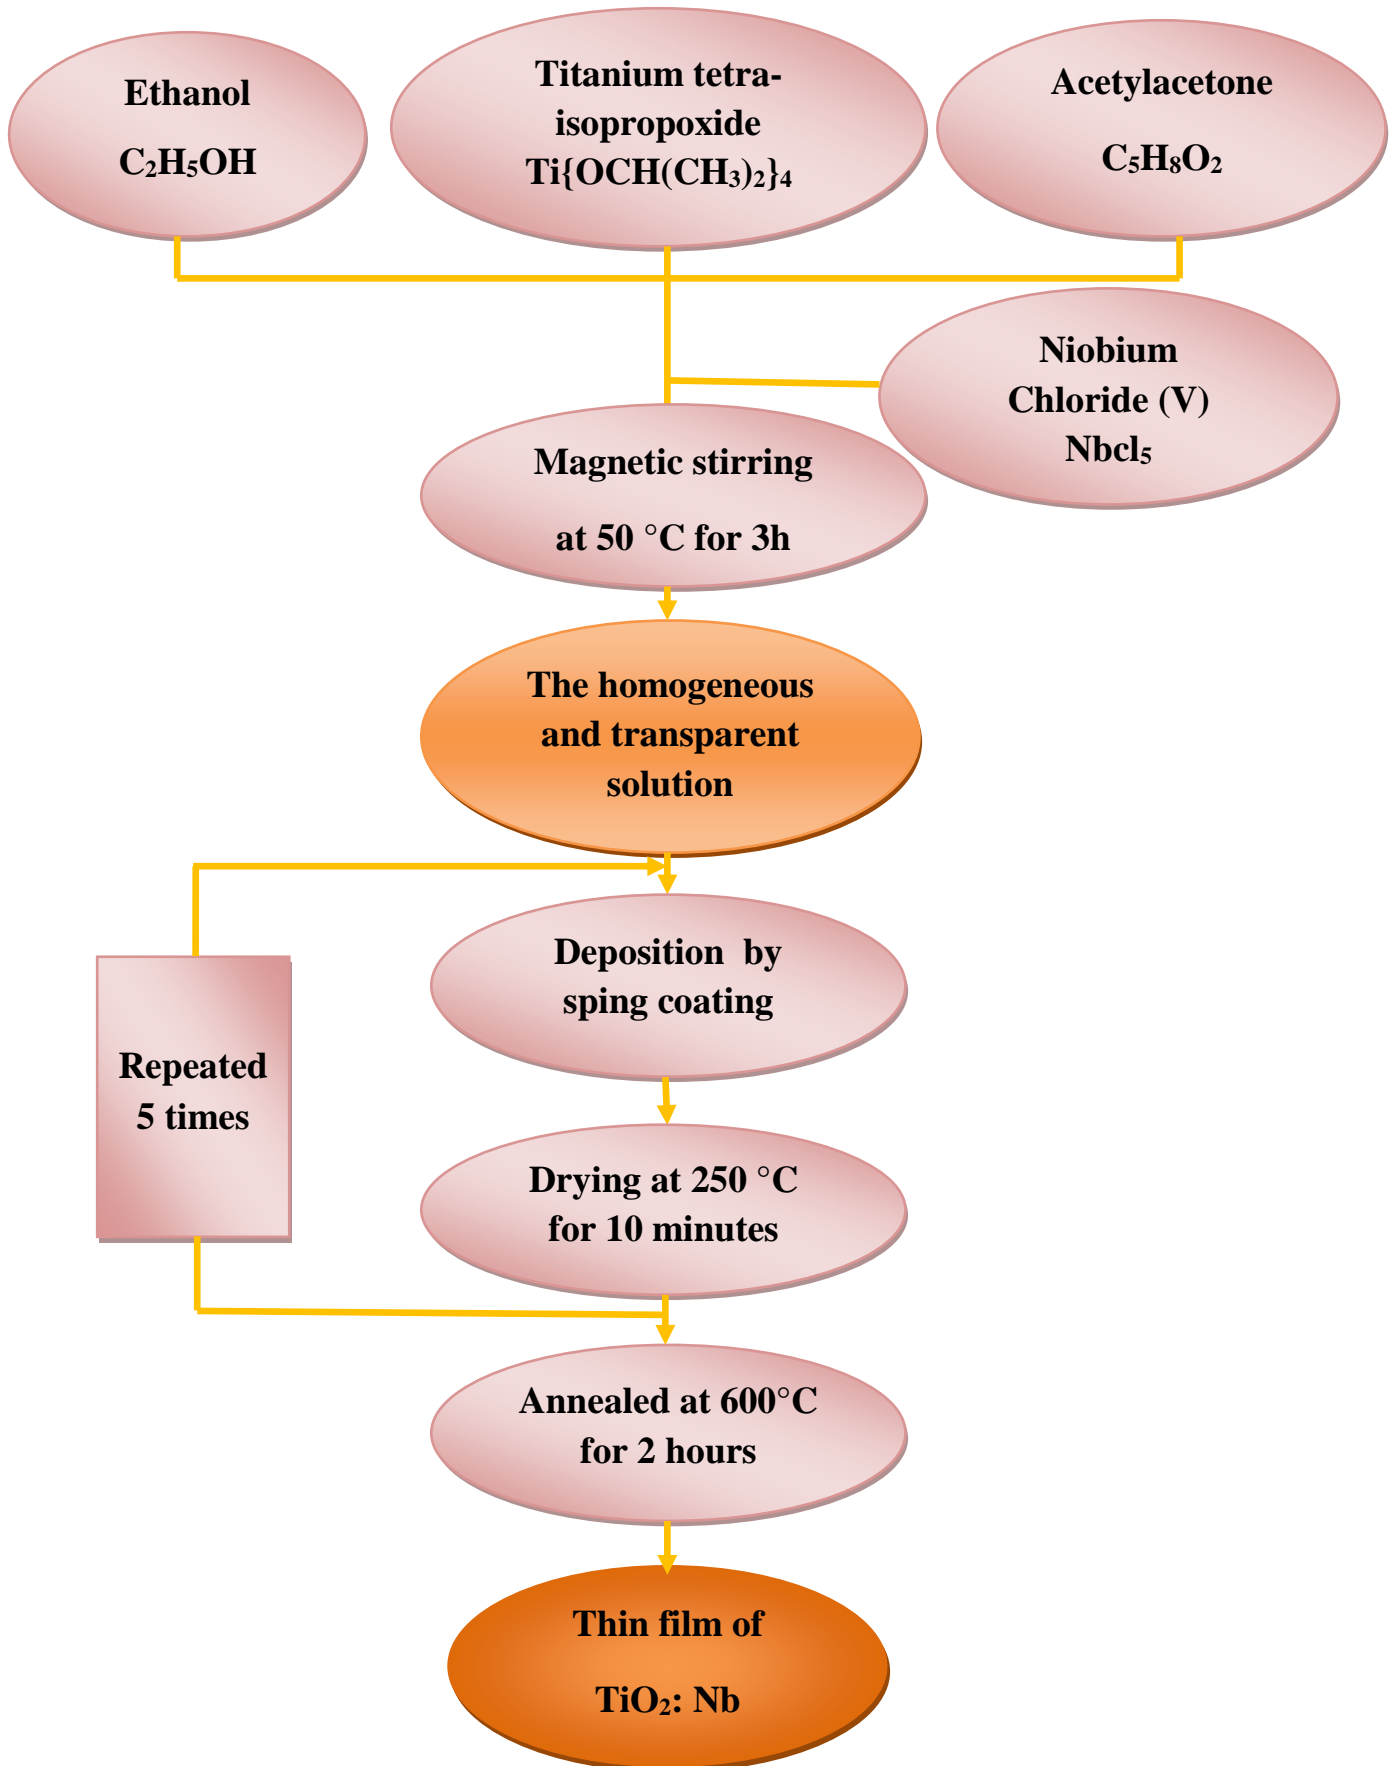 Ethanol
C₂H₅OH
Titanium tetra-
isopropoxide
Ti{OCH(CH₃)₂}₄
Acetylacetone
C₅H₈O₂
Niobium
Chloride (V)
Nbcl₅
Magnetic stirring
at 50 °C for 3h
The homogeneous
and transparent
solution
Deposition by
sping coating
Repeated
5 times
Drying at 250 °C
for 10 minutes
Annealed at 600°C
for 2 hours
Thin film of
TiO₂: Nb